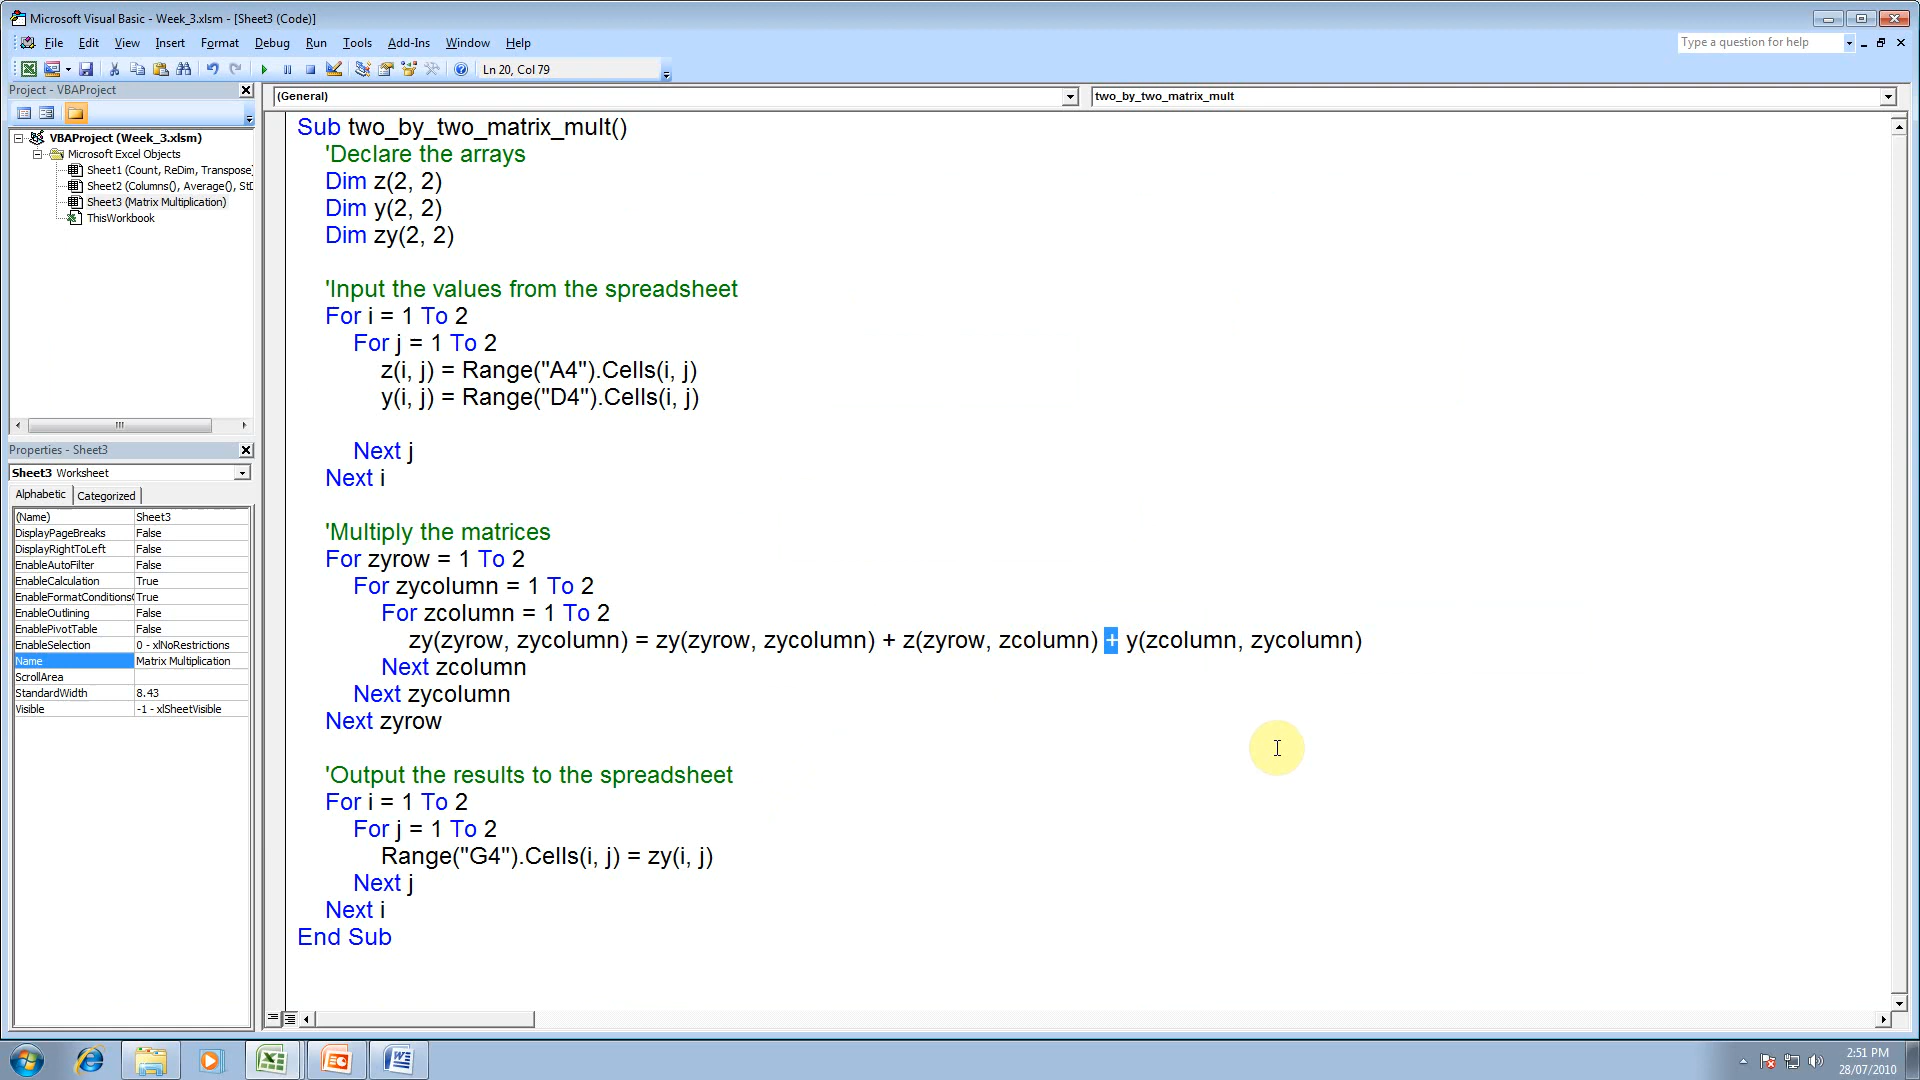 Microsoft Visual Basic - Week_3.xlsm - [Sheet3 (Code)]
File Edit View Insert Format Debug Run Tools Add-Ins Window Help
Type a question for help
Ln 20, Col 79
Project - VBAProject
(General)
two_by_two_matrix_mult
VBAProject (Week_3.xlsm)
Microsoft Excel Objects
Sheet1 (Count, ReDim, Transpose)
Sheet2 (Columns(), Average(), StD
Sheet3 (Matrix Multiplication)
ThisWorkbook
Properties - Sheet3
Sheet3 Worksheet
Alphabetic Categorized
(Name) Sheet3
DisplayPageBreaks False
DisplayRightToLeft False
EnableAutoFilter False
EnableCalculation True
EnableFormatConditionsC True
EnableOutlining False
EnablePivotTable False
EnableSelection 0 - xlNoRestrictions
Name Matrix Multiplication
ScrollArea
StandardWidth 8.43
Visible -1 - xlSheetVisible
Sub two_by_two_matrix_mult()
'Declare the arrays
Dim z(2, 2)
Dim y(2, 2)
Dim zy(2, 2)
'Input the values from the spreadsheet
For i = 1 To 2
For j = 1 To 2
z(i, j) = Range("A4").Cells(i, j)
y(i, j) = Range("D4").Cells(i, j)
Next j
Next i
'Multiply the matrices
For zyrow = 1 To 2
For zycolumn = 1 To 2
For zcolumn = 1 To 2
zy(zyrow, zycolumn) = zy(zyrow, zycolumn) + z(zyrow, zcolumn) + y(zcolumn, zycolumn)
Next zcolumn
Next zycolumn
Next zyrow
'Output the results to the spreadsheet
For i = 1 To 2
For j = 1 To 2
Range("G4").Cells(i, j) = zy(i, j)
Next j
Next i
End Sub
2:51 PM
28/07/2010